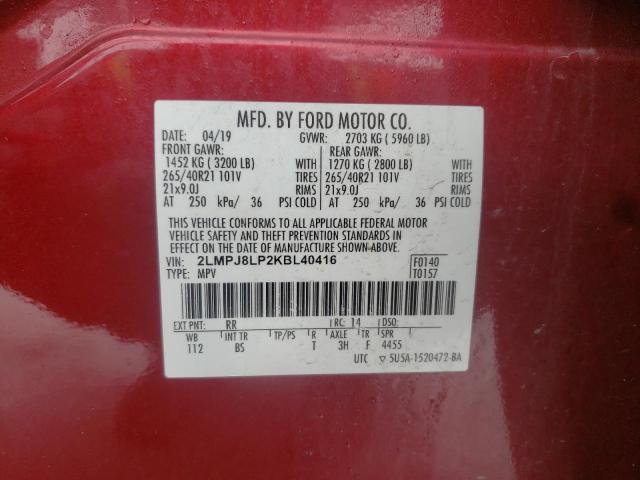 MFD. BY FORD MOTOR CO.
DATE: 04/19 GVWR: 2703 KG ( 5960 LB)
FRONT GAWR: REAR GAWR:
1452 KG ( 3200 LB) WITH 1270 KG ( 2800 LB) WITH
265/40R21 101V TIRES 265/40R21 101V TIRES
21x9.0J RIMS 21x9.0J RIMS
AT 250 kPa/ 36 PSI COLD AT 250 kPa/ 36 PSI COLD
THIS VEHICLE CONFORMS TO ALL APPLICABLE FEDERAL MOTOR
VEHICLE SAFETY AND THEFT PREVENTION STANDARDS IN
EFFECT ON THE DATE OF MANUFACTURE SHOWN ABOVE.
VIN: 2LMPJ8LP2KBL40416 F0140
TYPE: MPV T0157
EXT PNT: RR RC: 14 DSO:
WB INT TR TP/PS R AXLE TR SPR
112 BS T 3H F 4455
UTC ▽ 5U5A-1520472-BA